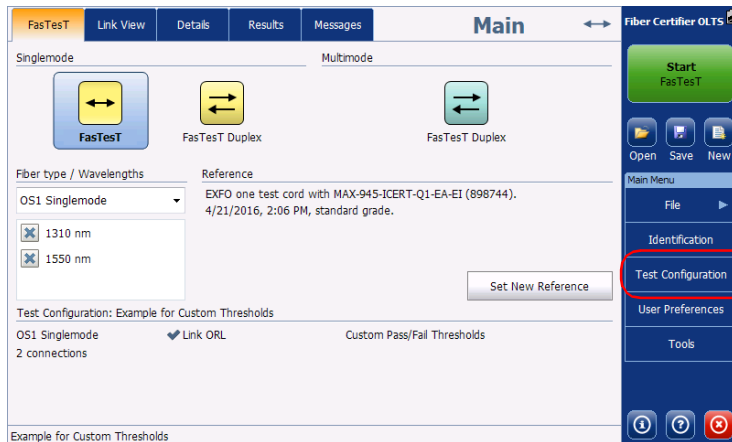 FasTesT
Link View
Details
Results
Messages
Main
Fiber Certifier OLTS
Singlemode
Multimode
FasTesT
FasTesT Duplex
FasTesT Duplex
Fiber type / Wavelengths
OS1 Singlemode
1310 nm
1550 nm
Reference
EXFO one test cord with MAX-945-ICERT-Q1-EA-EI (898744).
4/21/2016, 2:06 PM, standard grade.
Set New Reference
Test Configuration: Example for Custom Thresholds
OS1 Singlemode
Link ORL
Custom Pass/Fail Thresholds
2 connections
Example for Custom Thresholds
Start
FasTesT
Open
Save
New
Main Menu
File
Identification
Test Configuration
User Preferences
Tools